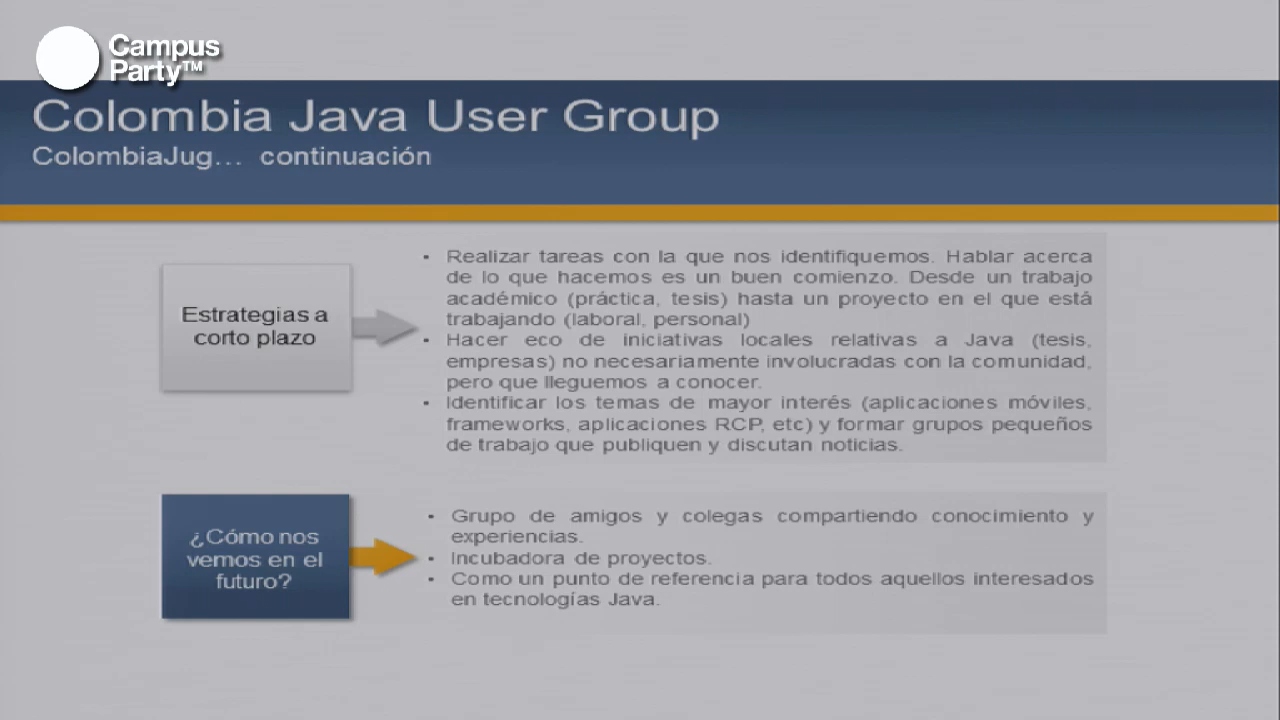 Campus
Party™
Colombia Java User Group
ColombiaJug... continuación
Estrategias a
corto plazo
• Realizar tareas con la que nos identifiquemos. Hablar acerca
de lo que hacemos es un buen comienzo. Desde un trabajo
académico (práctica, tesis) hasta un proyecto en el que está
trabajando (laboral, personal)
• Hacer eco de iniciativas locales relativas a Java (tesis,
empresas) no necesariamente involucradas con la comunidad,
pero que lleguemos a conocer.
• Identificar los temas de mayor interés (aplicaciones móviles,
frameworks, aplicaciones RCP, etc) y formar grupos pequeños
de trabajo que publiquen y discutan noticias.
¿Cómo nos
vemos en el
futuro?
• Grupo de amigos y colegas compartiendo conocimiento y
experiencias.
• Incubadora de proyectos.
• Como un punto de referencia para todos aquellos interesados
en tecnologías Java.